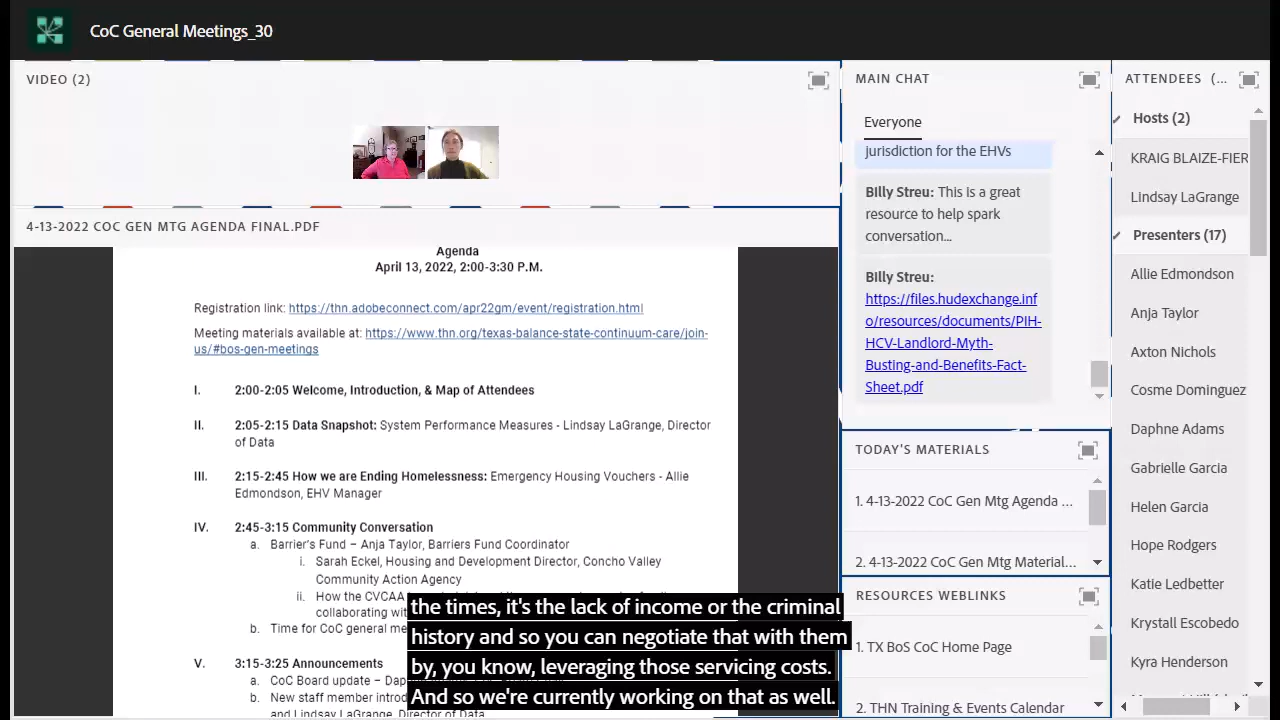 CoC General Meetings_30
VIDEO (2)
4-13-2022 COC GEN MTG AGENDA FINAL.PDF
Agenda
April 13, 2022, 2:00-3:30 P.M.
Registration link: https://thn.adobeconnect.com/apr22gm/event/registration.html
Meeting materials available at: https://www.thn.org/texas-balance-state-continuum-care/join-
us/#bos-gen-meetings
I. 2:00-2:05 Welcome, Introduction, & Map of Attendees
II. 2:05-2:15 Data Snapshot: System Performance Measures - Lindsay LaGrange, Director
of Data
III. 2:15-2:45 How we are Ending Homelessness: Emergency Housing Vouchers - Allie
Edmondson, EHV Manager
IV. 2:45-3:15 Community Conversation
a. Barrier's Fund – Anja Taylor, Barriers Fund Coordinator
i. Sarah Eckel, Housing and Development Director, Concho Valley
Community Action Agency
ii. How the CVCAA
collaborating wit
b. Time for CoC general me
V. 3:15-3:25 Announcements
a. CoC Board update – Dap
b. New staff member introd
and Lindsay LaGrange, Director of Data
the times, it's the lack of income or the criminal
history and so you can negotiate that with them
by, you know, leveraging those servicing costs.
And so we're currently working on that as well.
MAIN CHAT
Everyone
jurisdiction for the EHVs
Billy Streu: This is a great
resource to help spark
conversation...
Billy Streu:
https://files.hudexchange.inf
o/resources/documents/PIH-
HCV-Landlord-Myth-
Busting-and-Benefits-Fact-
Sheet.pdf
TODAY'S MATERIALS
1. 4-13-2022 CoC Gen Mtg Agenda ...
2. 4-13-2022 CoC Gen Mtg Material...
RESOURCES WEBLINKS
1. TX BoS CoC Home Page
2. THN Training & Events Calendar
ATTENDEES (...
Hosts (2)
KRAIG BLAIZE-FIER
Lindsay LaGrange
Presenters (17)
Allie Edmondson
Anja Taylor
Axton Nichols
Cosme Dominguez
Daphne Adams
Gabrielle Garcia
Helen Garcia
Hope Rodgers
Katie Ledbetter
Krystall Escobedo
Kyra Henderson